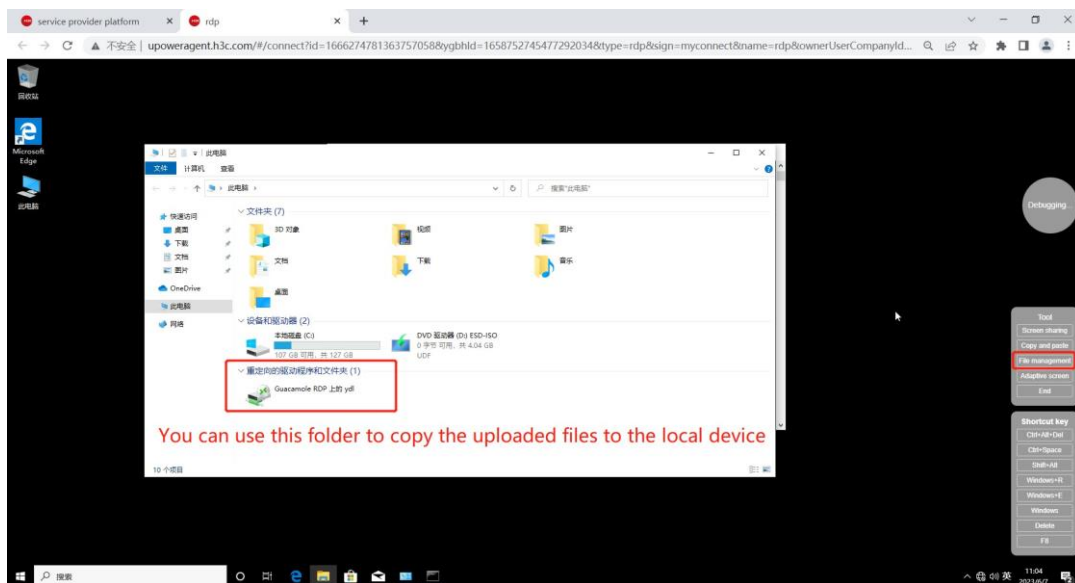 service provider platform
rdp
不安全
upoweragent.h3c.com/#/connect?id=1666274781363757058&ygbhId=1658752745477292034&type=rdp&sign=myconnect&name=rdp&ownerUserCompanyId...
回收站
Microsoft
Edge
此电脑
此电脑
文件 计算机 查看
此电脑
搜索"此电脑"
快速访问
桌面
下载
文档
图片
OneDrive
此电脑
网络
文件夹 (7)
3D 对象
视频
图片
文档
下载
音乐
桌面
设备和驱动器 (2)
本地磁盘 (C:)
107 GB 可用, 共 127 GB
DVD 驱动器 (D:) ESD-ISO
0 字节 可用, 共 4.04 GB
UDF
重定向的驱动程序和文件夹 (1)
Guacamole RDP 上的 ydl
You can use this folder to copy the uploaded files to the local device
10 个项目
Debugging...
Tool
Screen sharing
Copy and paste
File management
Adaptive screen
End
Shortcut key
Ctrl+Alt+Del
Ctrl+Space
Shift+Alt
Windows+R
Windows+E
Windows
Delete
F8
搜索
英
11:04
2023/6/7